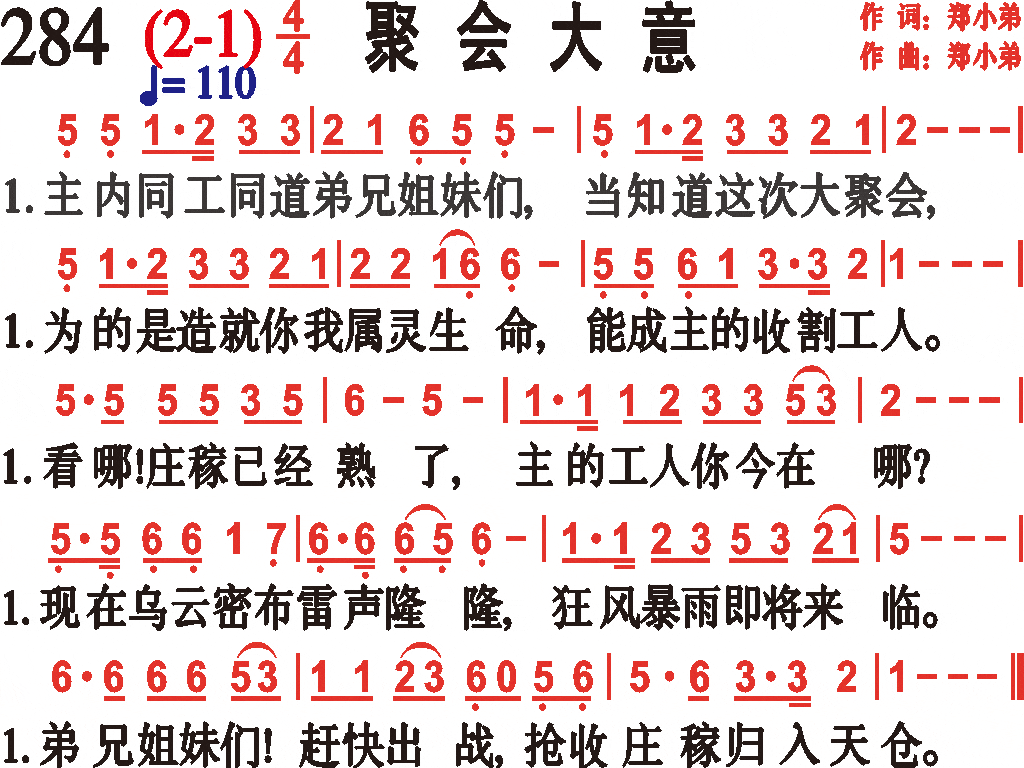 284 (2-1) 4/4 聚会大意 作 词：郑小弟
♩= 110 作 曲：郑小弟
5 5 1·2 3 3|2 1 6 5 5 –|5 1·2 3 3 2 1|2 – – –|
1.主内同工同道弟兄姐妹们, 当知道这次大聚会,
5 1·2 3 3 2 1|2 2 1 6 6 –|5 5 6 1 3·3 2|1 – – –|
1.为的是造就你我属灵生 命, 能成主的收割工人。
5·5 5 5 3 5|6 – 5 –|1·1 1 2 3 3 5 3|2 – – –|
1.看哪!庄稼已经 熟 了, 主的工人你今在 哪?
5·5 6 6 1 7|6·6 6 5 6 –|1·1 2 3 5 3 2 1|5 – – –|
1.现在乌云密布雷声隆 隆, 狂风暴雨即将来 临。
6·6 6 6 5 3|1 1 2 3 6 0 5 6|5·6 3·3 2|1 – – –‖
1.弟兄姐妹们! 赶快出 战,抢收庄稼归入天仓。